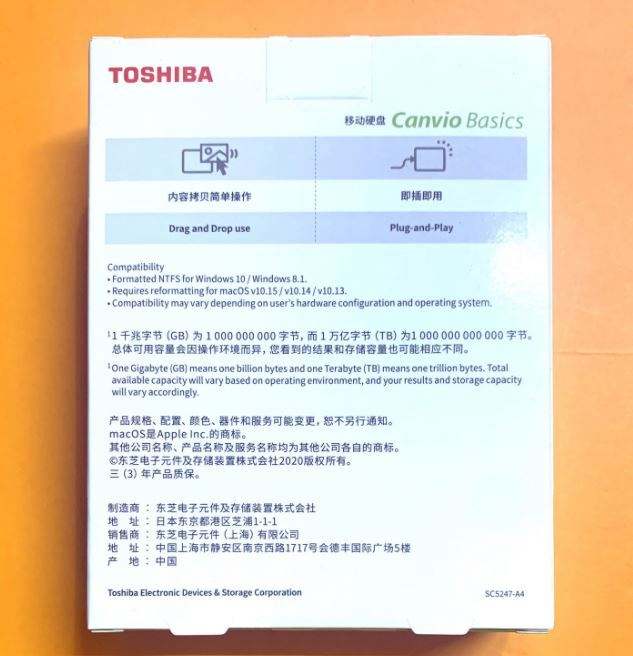 TOSHIBA
移动硬盘 Canvio Basics
内容拷贝简单操作
即插即用
Drag and Drop use
Plug-and-Play
Compatibility
• Formatted NTFS for Windows 10 / Windows 8.1.
• Requires reformatting for macOS v10.15 / v10.14 / v10.13.
• Compatibility may vary depending on user's hardware configuration and operating system.
¹1 千兆字节（GB）为 1 000 000 000 字节，而 1 万亿字节（TB）为1 000 000 000 000 字节。
总体可用容量会因操作环境而异，您看到的结果和存储容量也可能相应不同。
¹One Gigabyte (GB) means one billion bytes and one Terabyte (TB) means one trillion bytes. Total
available capacity will vary based on operating environment, and your results and storage capacity
will vary accordingly.
产品规格、配置、颜色、器件和服务可能变更，恕不另行通知。
macOS是Apple Inc.的商标。
其他公司名称、产品名称及服务名称均为其他公司各自的商标。
©东芝电子元件及存储装置株式会社2020版权所有。
三（3）年产品质保。
制造商 ： 东芝电子元件及存储装置株式会社
地 址 ： 日本东京都港区芝浦1-1-1
销售商 ： 东芝电子元件（上海）有限公司
地 址 ： 中国上海市静安区南京西路1717号会德丰国际广场5楼
产 地 ： 中国
Toshiba Electronic Devices & Storage Corporation
SC5247-A4